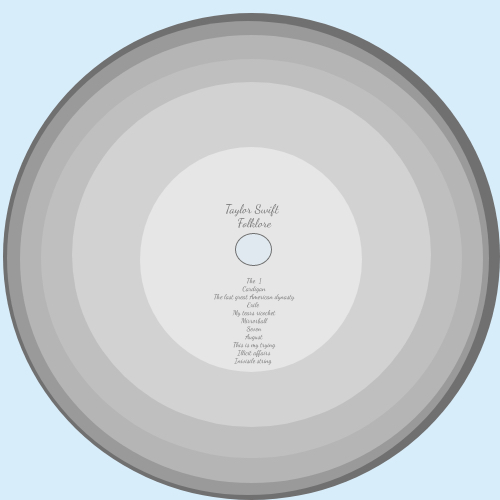 Taylor Swift
Folklore
The 1
Cardigan
The last great American dynasty
Exile
My tears ricochet
Mirrorball
Seven
August
This is my trying
Illicit affairs
Invisible string